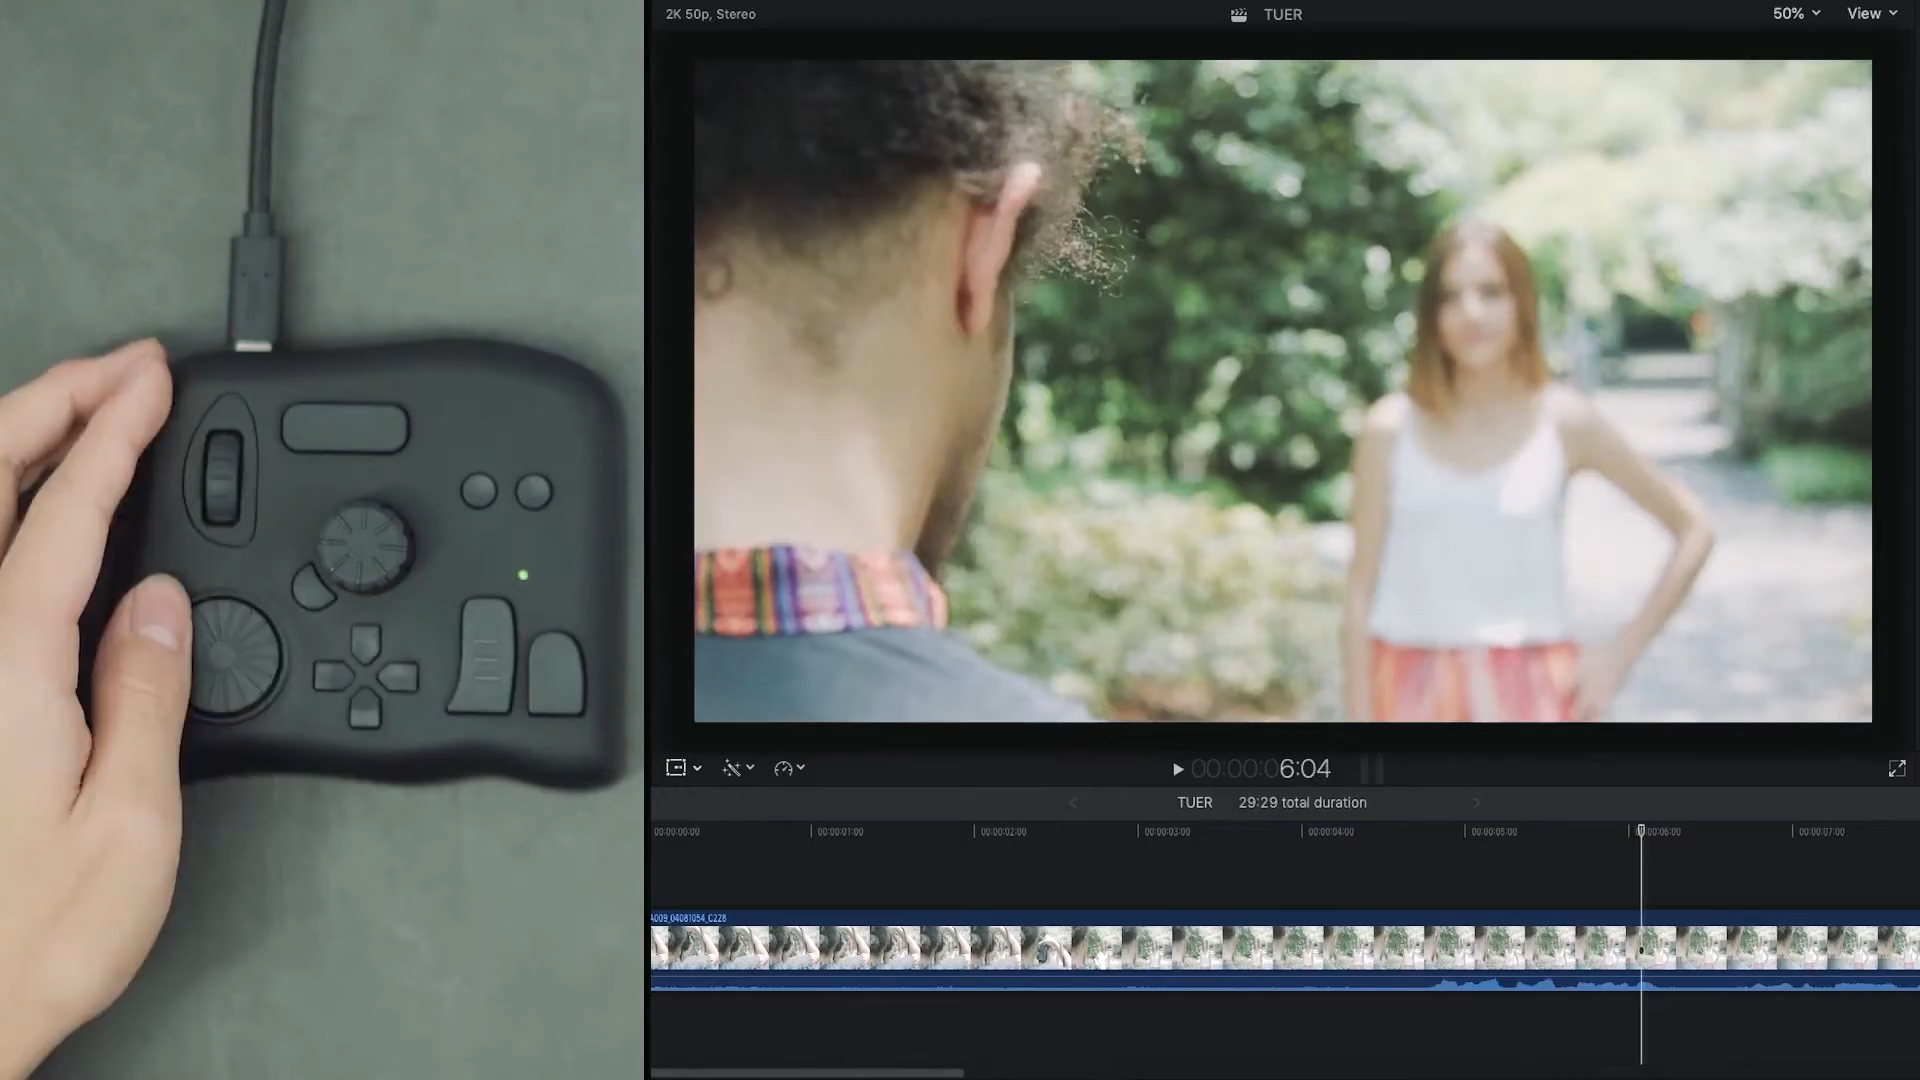 2K 50p, Stereo
TUER
50%
View
00:00:06:04
TUER
29:29 total duration
00:00:00:00
00:00:01:00
00:00:02:00
00:00:03:00
00:00:04:00
00:00:05:00
00:00:06:00
00:00:07:00
A009_04081054_C228